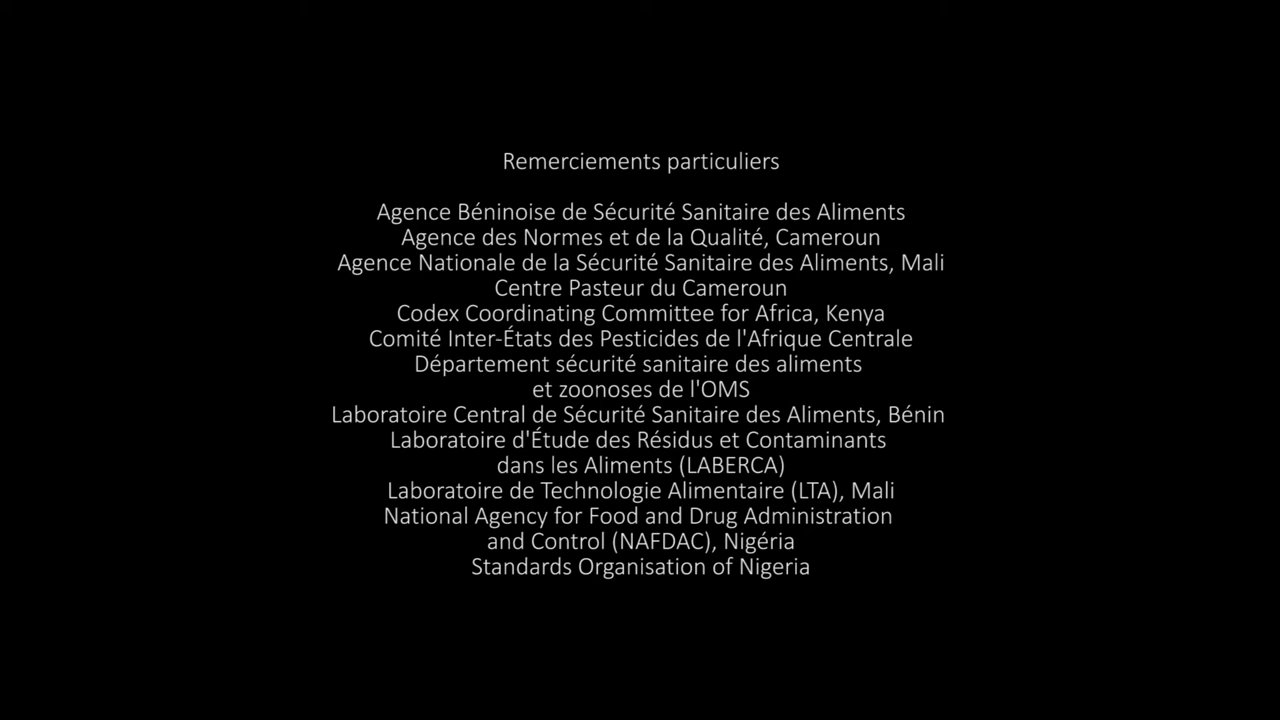 Remerciements particuliers
Agence Béninoise de Sécurité Sanitaire des Aliments
Agence des Normes et de la Qualité, Cameroun
Agence Nationale de la Sécurité Sanitaire des Aliments, Mali
Centre Pasteur du Cameroun
Codex Coordinating Committee for Africa, Kenya
Comité Inter-États des Pesticides de l'Afrique Centrale
Département sécurité sanitaire des aliments
et zoonoses de l'OMS
Laboratoire Central de Sécurité Sanitaire des Aliments, Bénin
Laboratoire d'Étude des Résidus et Contaminants
dans les Aliments (LABERCA)
Laboratoire de Technologie Alimentaire (LTA), Mali
National Agency for Food and Drug Administration
and Control (NAFDAC), Nigéria
Standards Organisation of Nigeria